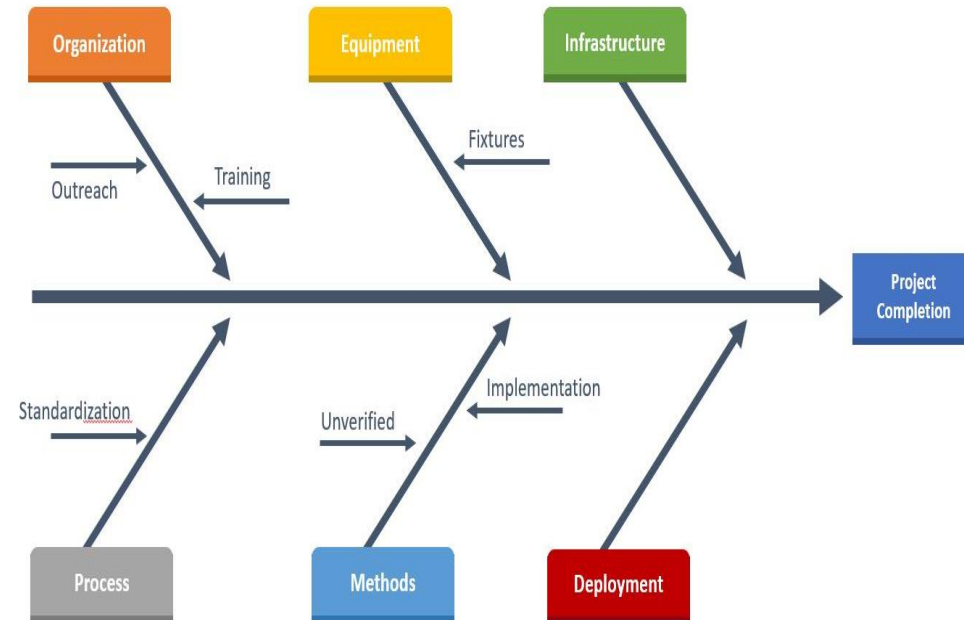 Organization
Equipment
Infrastructure
Fixtures
Outreach
Training
Project
Completion
Standardization
Unverified
Implementation
Process
Methods
Deployment